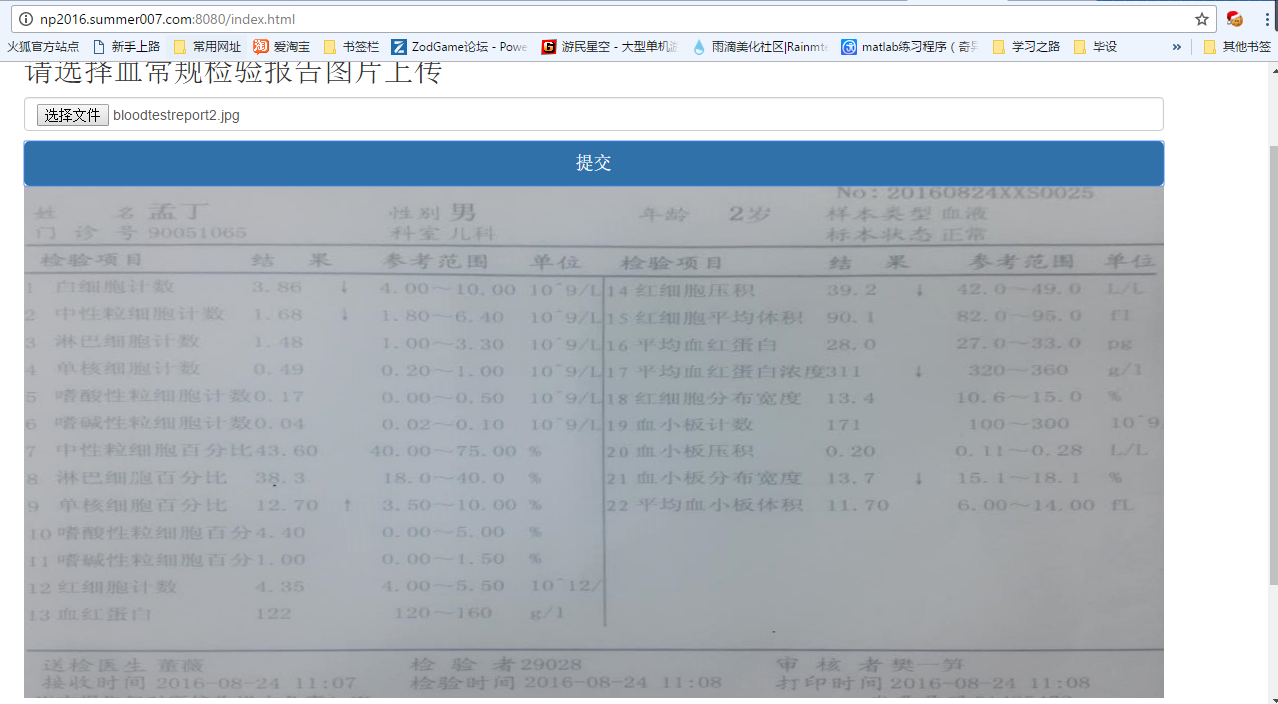 np2016.summer007.com:8080/index.html
火狐官方站点 新手上路 常用网址 淘 爱淘宝 书签栏 Z ZodGame论坛 - Powe G 游民星空 - 大型单机游 雨滴美化社区|Rainmte matlab练习程序（奇异 学习之路 毕设 » 其他书签
请选择血常规检验报告图片上传
选择文件 bloodtestreport2.jpg
提交
No: 20160824XXS0025
姓 名 孟丁 性别 男 年龄 2岁 样本类型 血液
门 诊 号 90051065 科室 儿科 标本状态 正常
检验项目 结 果 参考范围 单位 检验项目 结 果 参考范围 单位
1 白细胞计数 3.86 ↓ 4.00~10.00 10^9/L 14 红细胞压积 39.2 ↓ 42.0~49.0 L/L
2 中性粒细胞计数 1.68 ↓ 1.80~6.40 10^9/L 15 红细胞平均体积 90.1 82.0~95.0 fl
3 淋巴细胞计数 1.48 1.00~3.30 10^9/L 16 平均血红蛋白 28.0 27.0~33.0 pg
4 单核细胞计数 0.49 0.20~1.00 10^9/L 17 平均血红蛋白浓度 311 ↓ 320~360 g/l
5 嗜酸性粒细胞计数 0.17 0.00~0.50 10^9/L 18 红细胞分布宽度 13.4 10.6~15.0 %
6 嗜碱性粒细胞计数 0.04 0.02~0.10 10^9/L 19 血小板计数 171 100~300 10^9
7 中性粒细胞百分比 43.60 40.00~75.00 % 20 血小板压积 0.20 0.11~0.28 L/L
8 淋巴细胞百分比 38.3 18.0~40.0 % 21 血小板分布宽度 13.7 ↓ 15.1~18.1 %
9 单核细胞百分比 12.70 ↑ 3.50~10.00 % 22 平均血小板体积 11.70 6.00~14.00 fL
10 嗜酸性粒细胞百分 4.40 0.00~5.00 %
11 嗜碱性粒细胞百分 1.00 0.00~1.50 %
12 红细胞计数 4.35 4.00~5.50 10^12/
13 血红蛋白 122 120~160 g/l
送检医生 董薇 检 验 者 29028 审 核 者 樊一笋
接收时间 2016-08-24 11:07 检验时间 2016-08-24 11:08 打印时间 2016-08-24 11:08